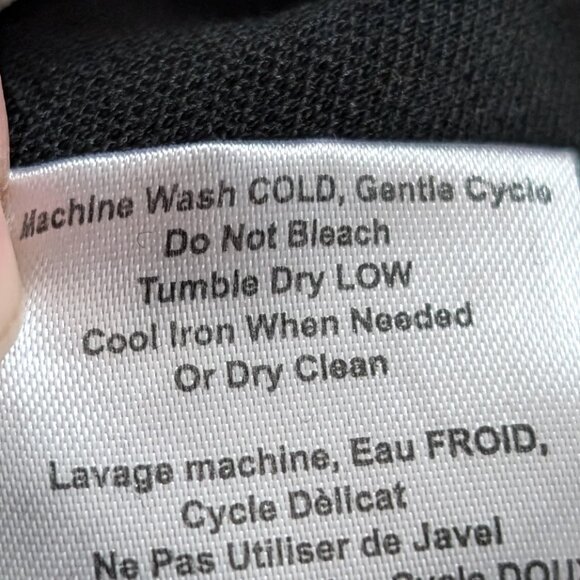 Machine Wash COLD, Gentle Cycle
Do Not Bleach
Tumble Dry LOW
Cool Iron When Needed
Or Dry Clean
Lavage machine, Eau FROID,
Cycle Dèlicat
Ne Pas Utiliser de Javel
Cycle